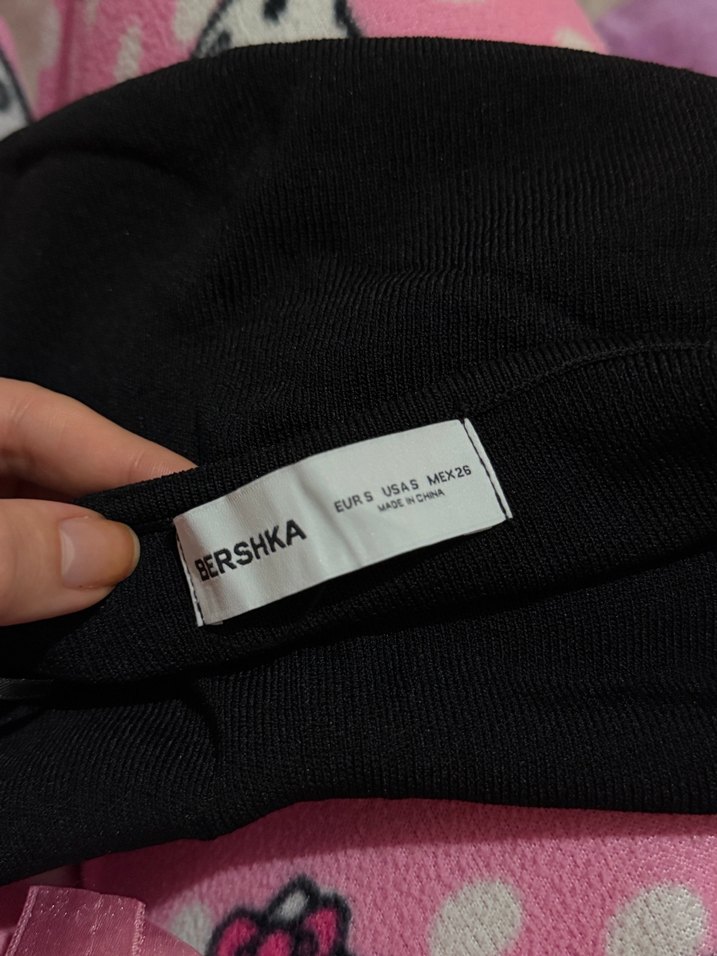 BERSHKA
EUR S USA S MEX 26
MADE IN CHINA